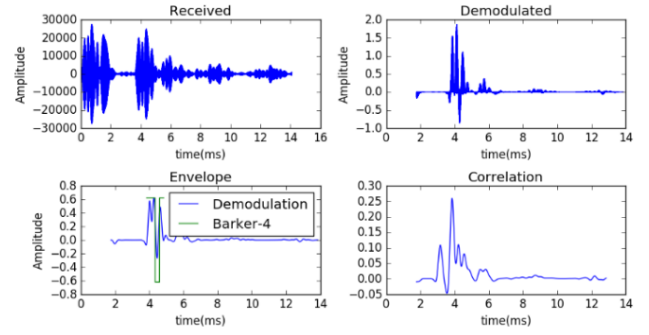 Received
30000
20000
10000
0
−10000
−20000
−30000
Amplitude
0 2 4 6 8 10 12 14 16
time(ms)
Demodulated
2.0
1.5
1.0
0.5
0.0
−0.5
−1.0
Amplitude
0 2 4 6 8 10 12 14
time(ms)
Envelope
0.8
0.6
0.4
0.2
0.0
−0.2
−0.4
−0.6
−0.8
Amplitude
Demodulation
Barker-4
0 2 4 6 8 10 12 14
time(ms)
Correlation
0.30
0.25
0.20
0.15
0.10
0.05
0.00
−0.05
0 2 4 6 8 10 12 14
time(ms)